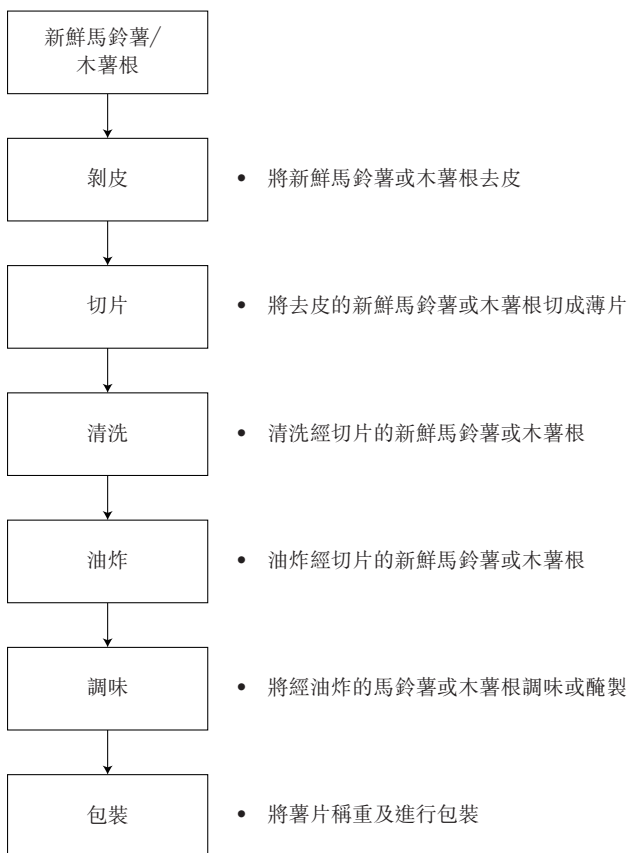 新鮮馬鈴薯/
木薯根
剝皮
• 將新鮮馬鈴薯或木薯根去皮
切片
• 將去皮的新鮮馬鈴薯或木薯根切成薄片
清洗
• 清洗經切片的新鮮馬鈴薯或木薯根
油炸
• 油炸經切片的新鮮馬鈴薯或木薯根
調味
• 將經油炸的馬鈴薯或木薯根調味或醃製
包裝
• 將薯片稱重及進行包裝